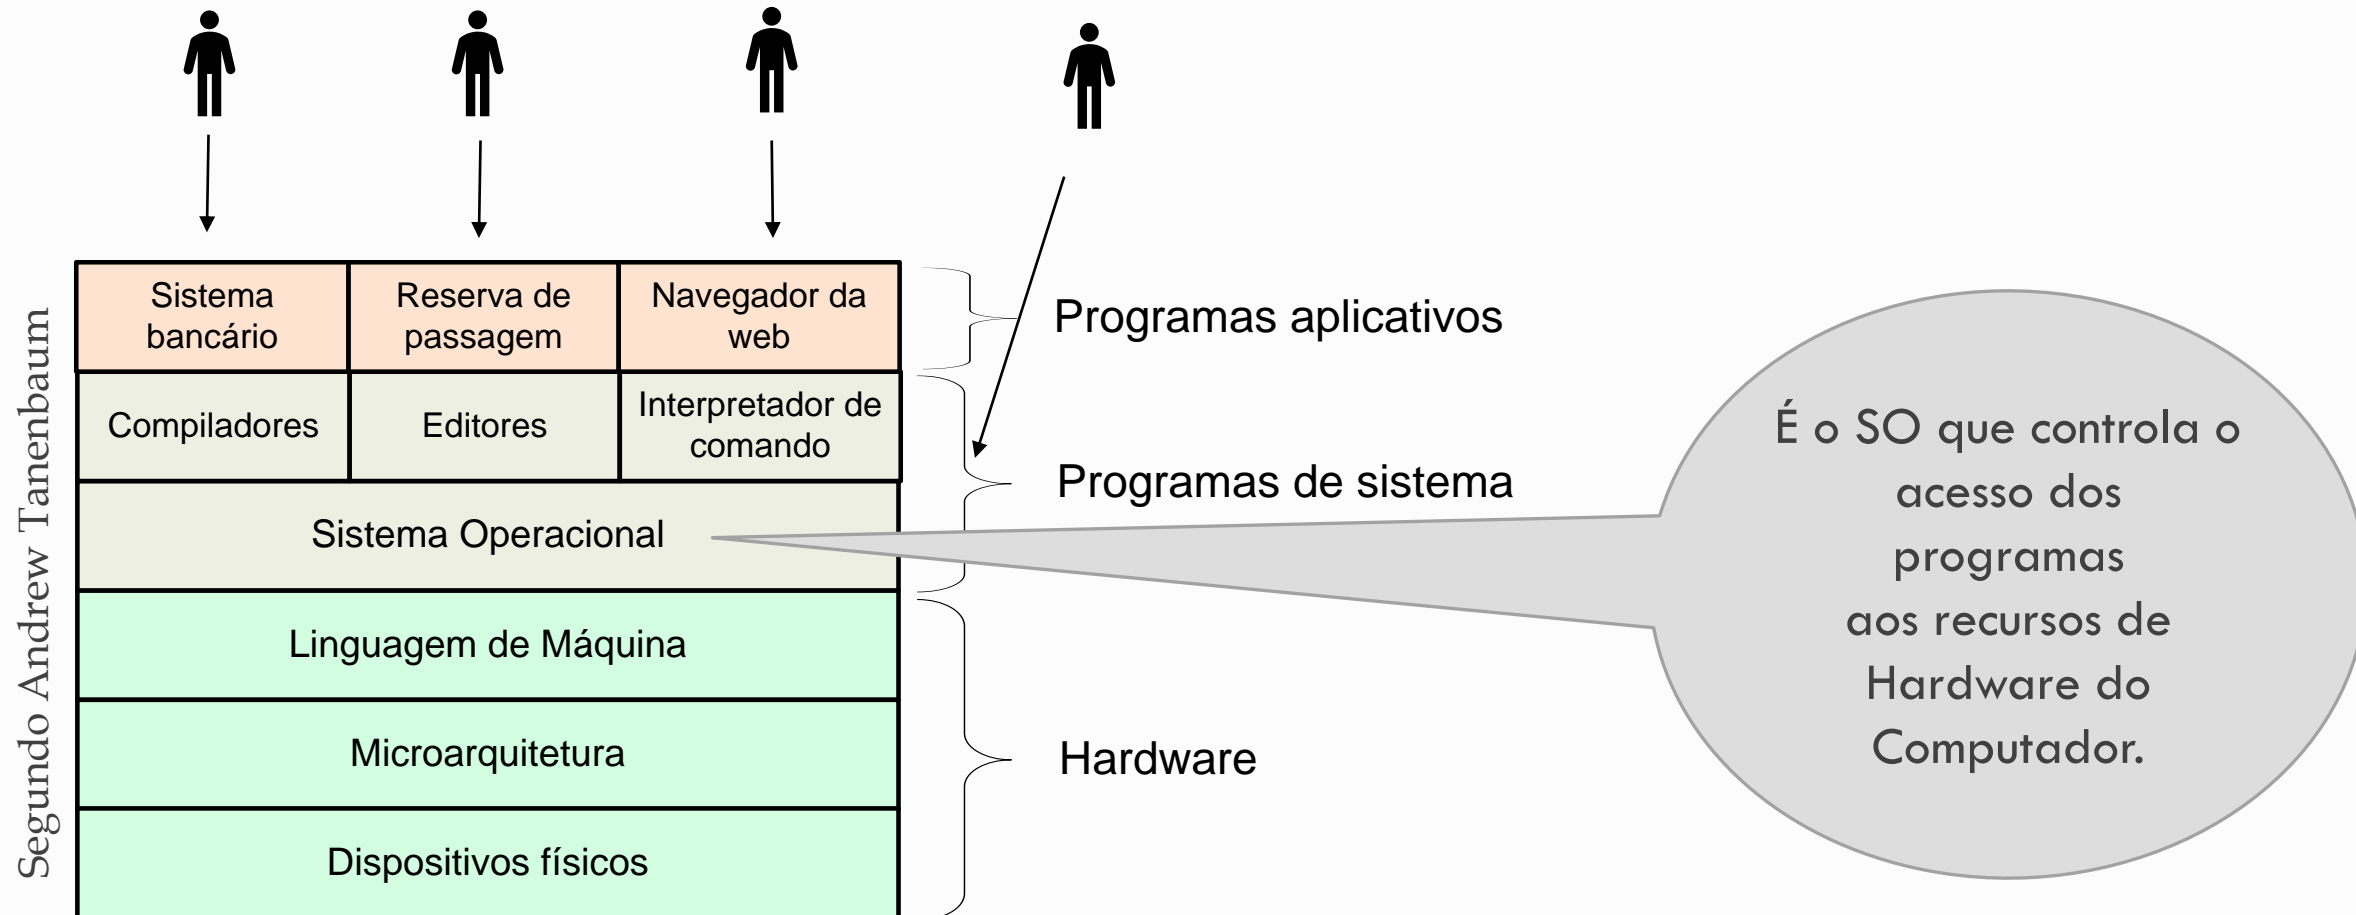 Segundo Andrew Tanenbaum
Sistema
bancário
Reserva de
passagem
Navegador da
web
Programas aplicativos
Compiladores
Editores
Interpretador de
comando
Programas de sistema
Sistema Operacional
Linguagem de Máquina
Microarquitetura
Hardware
Dispositivos físicos
É o SO que controla o
acesso dos
programas
aos recursos de
Hardware do
Computador.